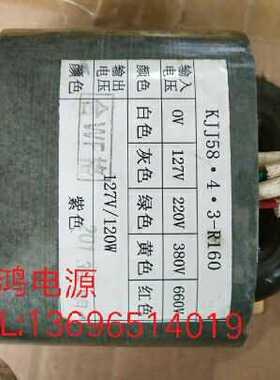 KJJ58·4·3-R160
输入电压 0V 127V 220V 380V 660V
颜色 白色 灰色 绿色 黄色 红色
输出电压 127V/120W
颜色 紫色
鸿电源
L:13696514019